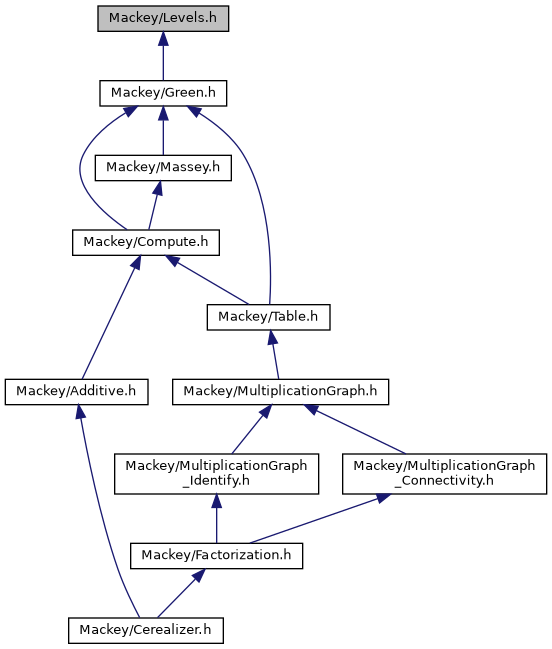 Mackey/Levels.h
Mackey/Green.h
Mackey/Massey.h
Mackey/Compute.h
Mackey/Table.h
Mackey/Additive.h
Mackey/MultiplicationGraph.h
Mackey/MultiplicationGraph
_Identify.h
Mackey/MultiplicationGraph
_Connectivity.h
Mackey/Factorization.h
Mackey/Cerealizer.h